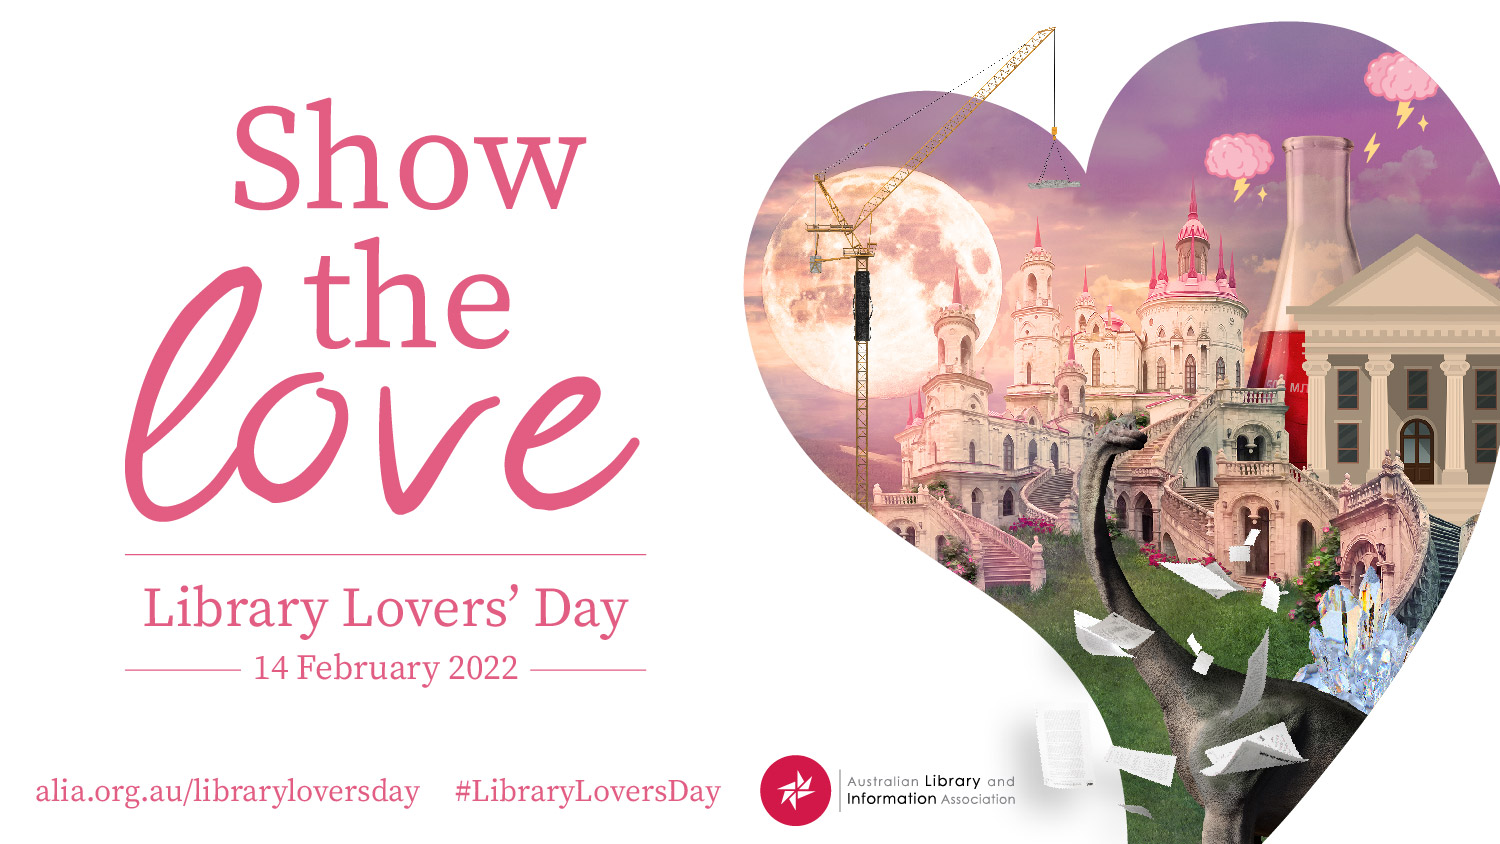 Show
the
love
Library Lovers’ Day
14 February 2022
alia.org.au/libraryloversday #LibraryLoversDay
Australian Library and
Information Association